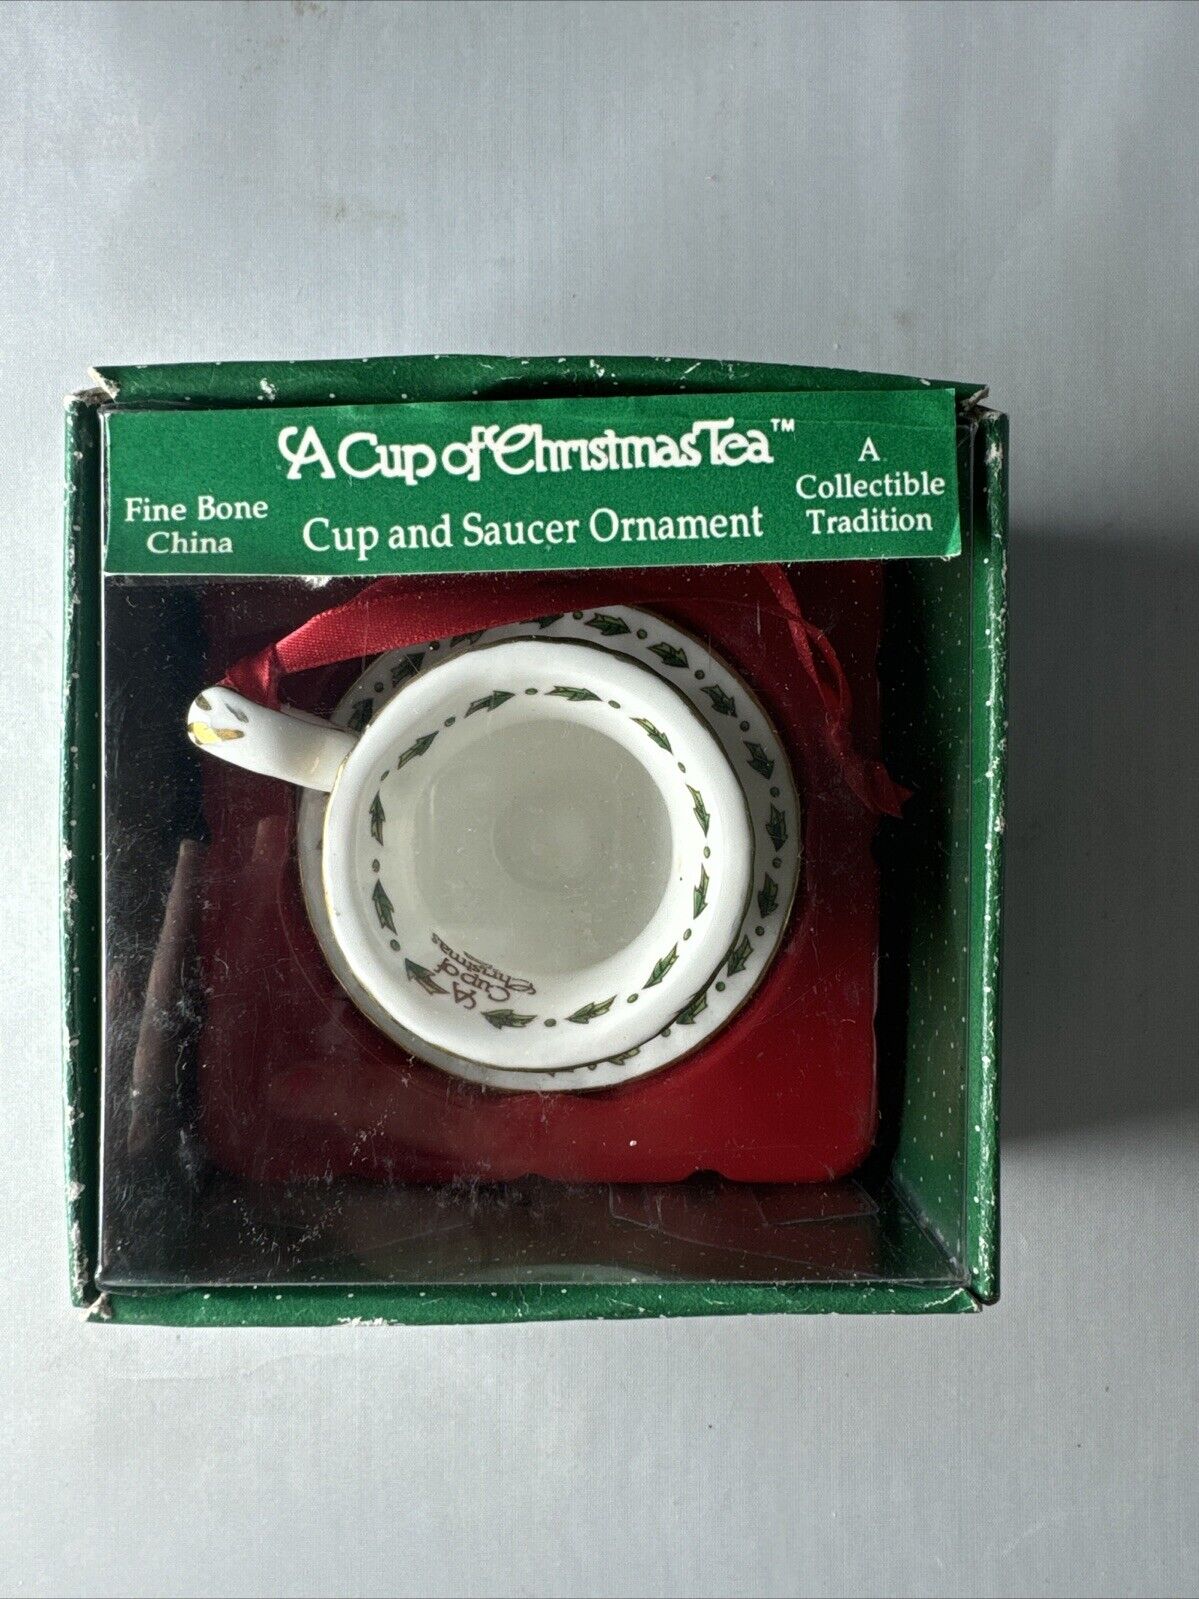 A Cup of Christmas Tea™
Fine Bone
China
Cup and Saucer Ornament
A
Collectible
Tradition
A
Cup of
Christmas